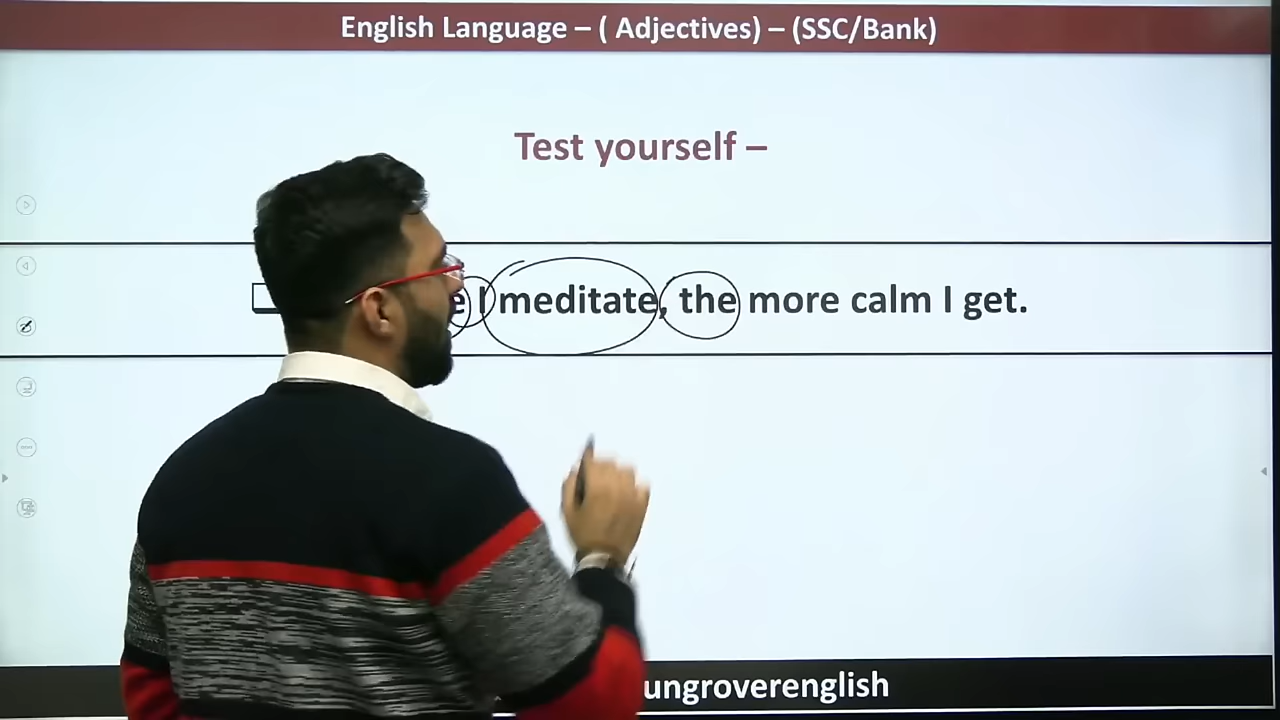 English Language – ( Adjectives) – (SSC/Bank)
Test yourself –
I meditate, the more calm I get.
ungroverenglish